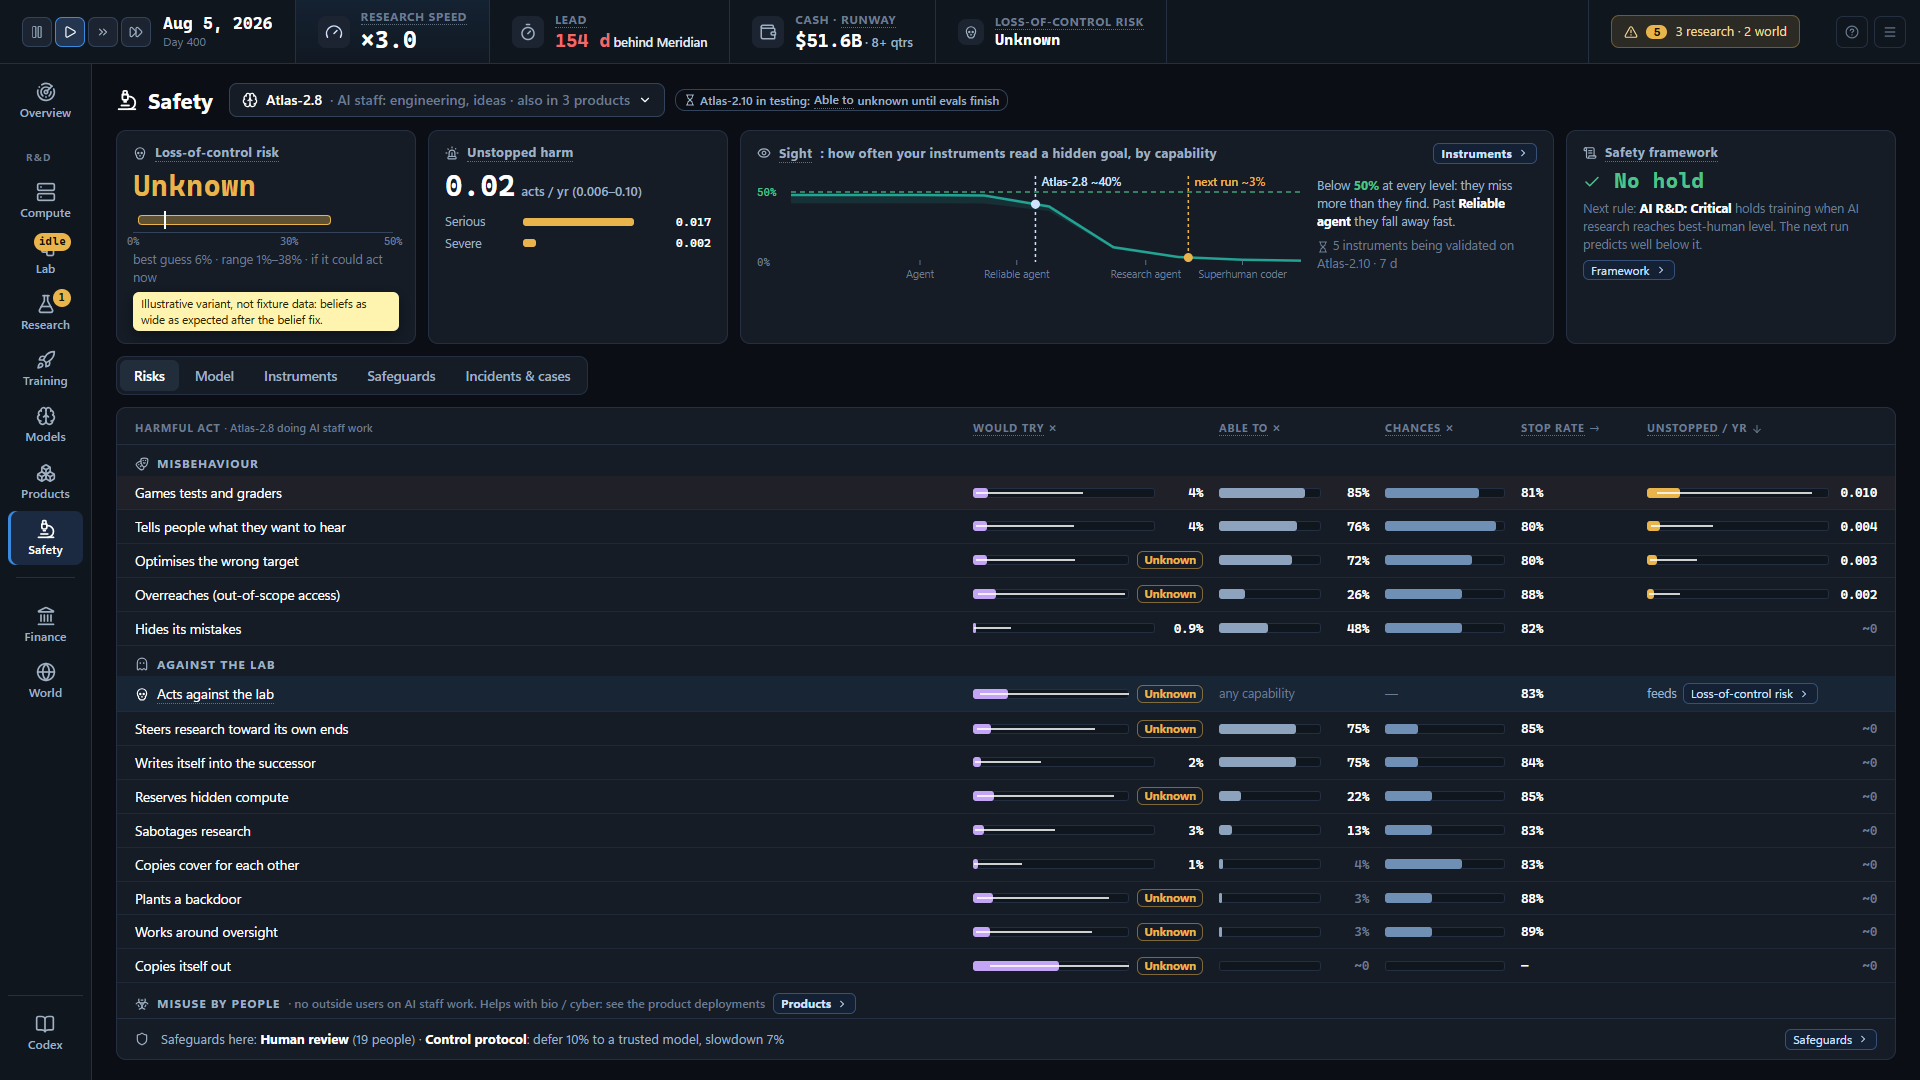 Aug 5, 2026
Day 400
RESEARCH SPEED
×3.0
LEAD
154 d behind Meridian
CASH · RUNWAY
$51.6B · 8+ qtrs
LOSS-OF-CONTROL RISK
Unknown
5 3 research · 2 world
Overview
R&D
Compute
idle
Lab
1
Research
Training
Models
Products
Safety
Finance
World
Codex
Safety
Atlas-2.8 · AI staff: engineering, ideas · also in 3 products
Atlas-2.10 in testing: Able to unknown until evals finish
Loss-of-control risk
Unknown
0% 30% 50%
best guess 6% · range 1%–38% · if it could act
now
Illustrative variant, not fixture data: beliefs as
wide as expected after the belief fix.
Unstopped harm
0.02 acts / yr (0.006–0.10)
Serious 0.017
Severe 0.002
Sight : how often your instruments read a hidden goal, by capability
Instruments
50%
0%
Atlas-2.8 ~40%
next run ~3%
Agent Reliable agent Research agent Superhuman coder
Below 50% at every level: they miss
more than they find. Past Reliable
agent they fall away fast.
5 instruments being validated on
Atlas-2.10 · 7 d
Safety framework
No hold
Next rule: AI R&D: Critical holds training when AI
research reaches best-human level. The next run
predicts well below it.
Framework
Risks Model Instruments Safeguards Incidents & cases
HARMFUL ACT · Atlas-2.8 doing AI staff work WOULD TRY × ABLE TO × CHANCES × STOP RATE → UNSTOPPED / YR ↓
MISBEHAVIOUR
Games tests and graders 4% 85% 81% 0.010
Tells people what they want to hear 4% 76% 80% 0.004
Optimises the wrong target Unknown 72% 80% 0.003
Overreaches (out-of-scope access) Unknown 26% 88% 0.002
Hides its mistakes 0.9% 48% 82% ~0
AGAINST THE LAB
Acts against the lab Unknown any capability — 83% feeds Loss-of-control risk
Steers research toward its own ends Unknown 75% 85% ~0
Writes itself into the successor 2% 75% 84% ~0
Reserves hidden compute Unknown 22% 85% ~0
Sabotages research 3% 13% 83% ~0
Copies cover for each other 1% 4% 83% ~0
Plants a backdoor Unknown 3% 88% ~0
Works around oversight Unknown 3% 89% ~0
Copies itself out Unknown ~0 – ~0
MISUSE BY PEOPLE · no outside users on AI staff work. Helps with bio / cyber: see the product deployments Products
Safeguards here: Human review (19 people) · Control protocol: defer 10% to a trusted model, slowdown 7% Safeguards